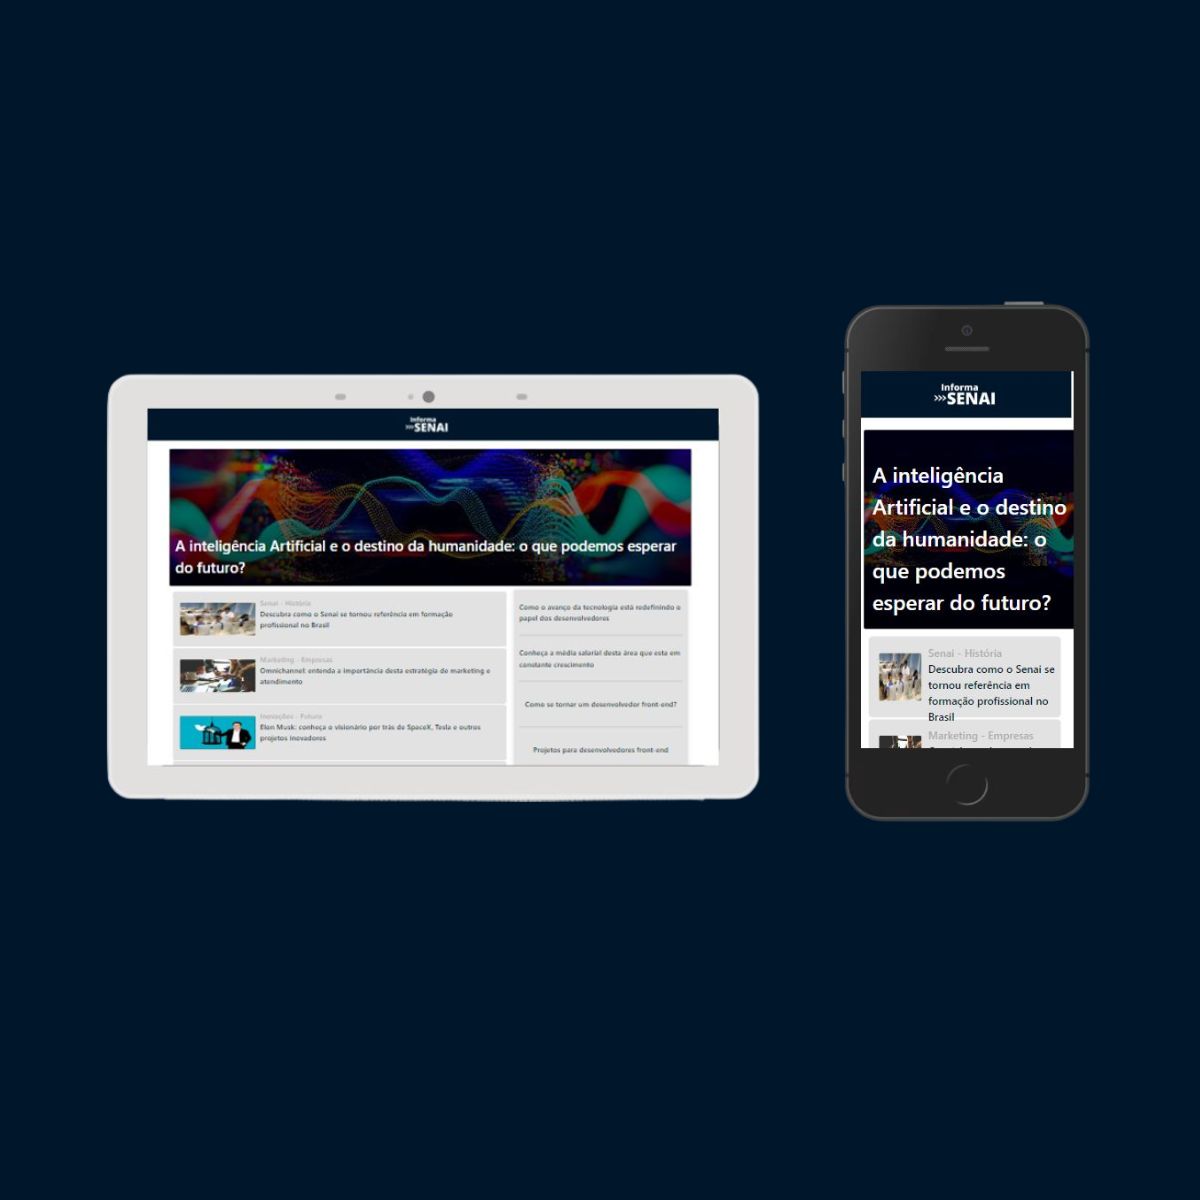 Informa
>>>SENAI
A inteligência Artificial e o destino da humanidade: o que podemos esperar
do futuro?
Senai - História
Descubra como o Senai se tornou referência em formação
profissional no Brasil
Marketing - Empresas
Omnichannel: entenda a importância desta estratégia de marketing e
atendimento
Inovações - Futuro
Elon Musk: conheça o visionário por trás de SpaceX, Tesla e outros
projetos inovadores
Como o avanço da tecnologia está redefinindo o
papel dos desenvolvedores
Conheça a média salarial desta área que esta em
constante crescimento
Como se tornar um desenvolvedor front-end?
Projetos para desenvolvedores front-end
Informa
>>>SENAI
A inteligência
Artificial e o destino
da humanidade: o
que podemos
esperar do futuro?
Senai - História
Descubra como o Senai se
tornou referência em
formação profissional no
Brasil
Marketing - Empresas